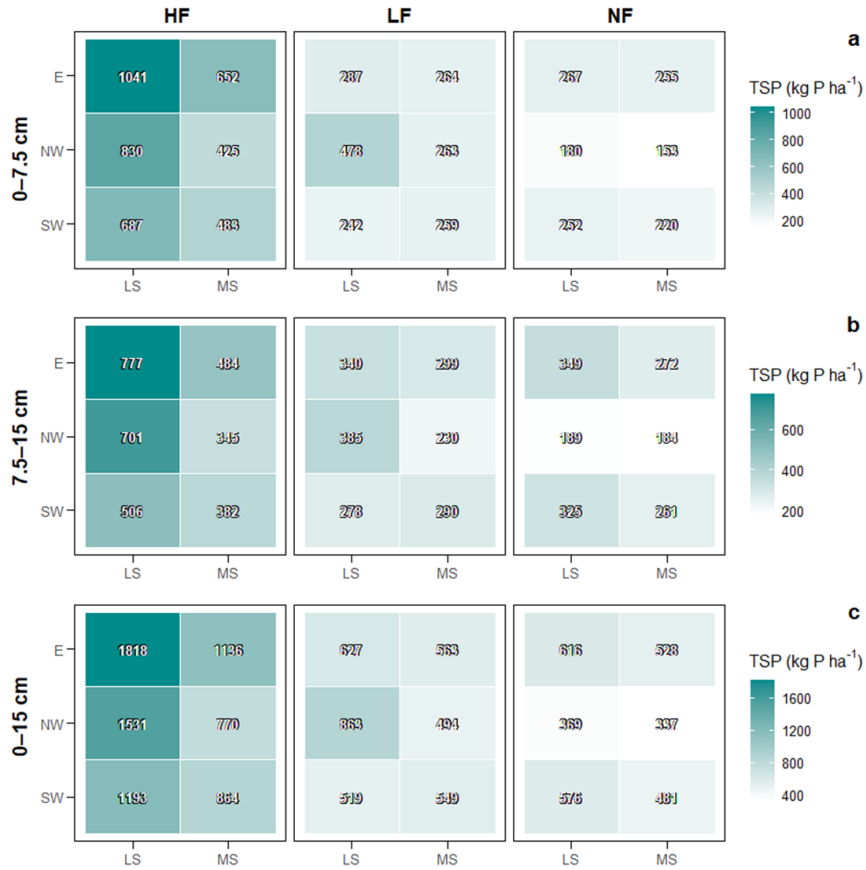 HF LF NF
a
E 1041 652 287 264 267 255
NW 830 425 478 263 180 153
SW 687 483 242 259 252 220
LS MS LS MS LS MS
0–7.5 cm
TSP (kg P ha⁻¹)
1000
800
600
400
200
b
E 777 484 340 299 349 272
NW 701 345 385 230 189 184
SW 506 382 278 290 325 261
LS MS LS MS LS MS
7.5–15 cm
TSP (kg P ha⁻¹)
600
400
200
c
E 1818 1136 627 563 616 528
NW 1531 770 863 494 369 337
SW 1193 864 519 549 576 481
LS MS LS MS LS MS
0–15 cm
TSP (kg P ha⁻¹)
1600
1200
800
400